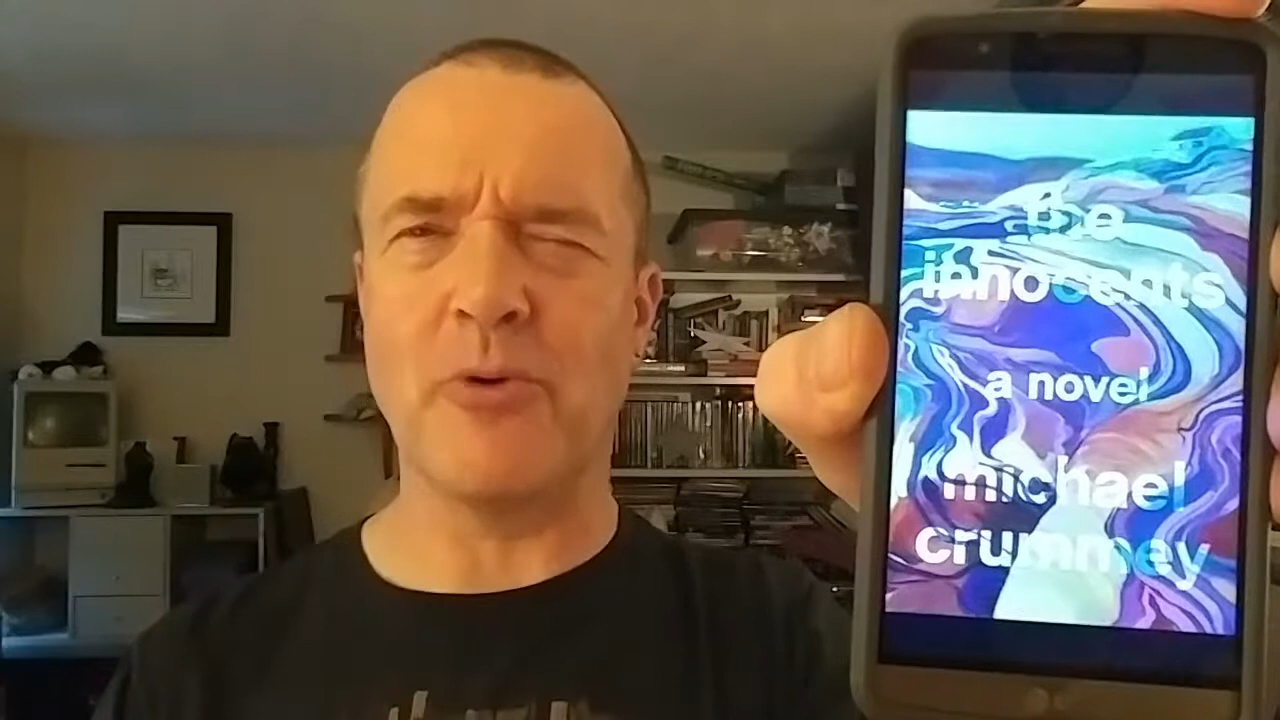 the
innocents
a novel
michael
crummey